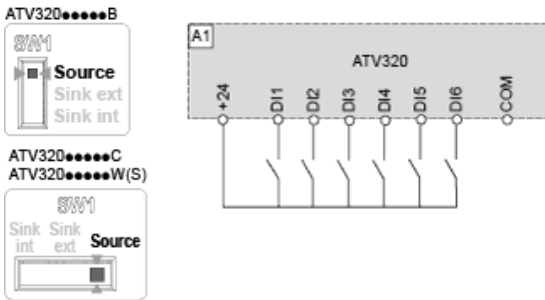 ATV320●●●●●B
SW1
Source
Sink ext
Sink int
ATV320●●●●●C
ATV320●●●●●W(S)
SW1
Sink int
Sink ext
Source
A1
ATV320
+24
DI1
DI2
DI3
DI4
DI5
DI6
COM